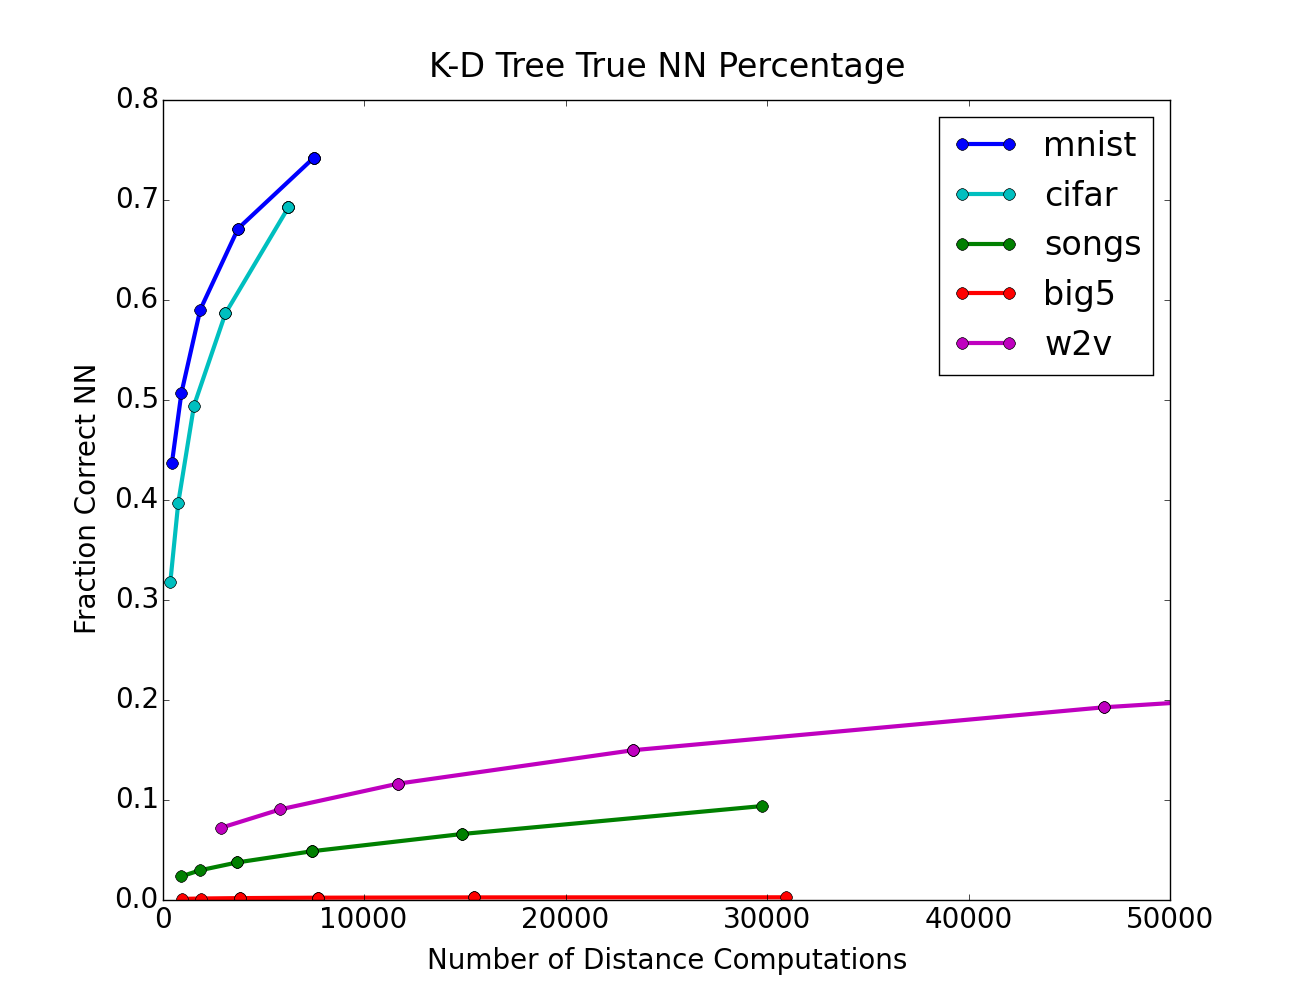 K-D Tree True NN Percentage
Fraction Correct NN
0.8
0.7
0.6
0.5
0.4
0.3
0.2
0.1
0.0
0 10000 20000 30000 40000 50000
Number of Distance Computations
mnist
cifar
songs
big5
w2v